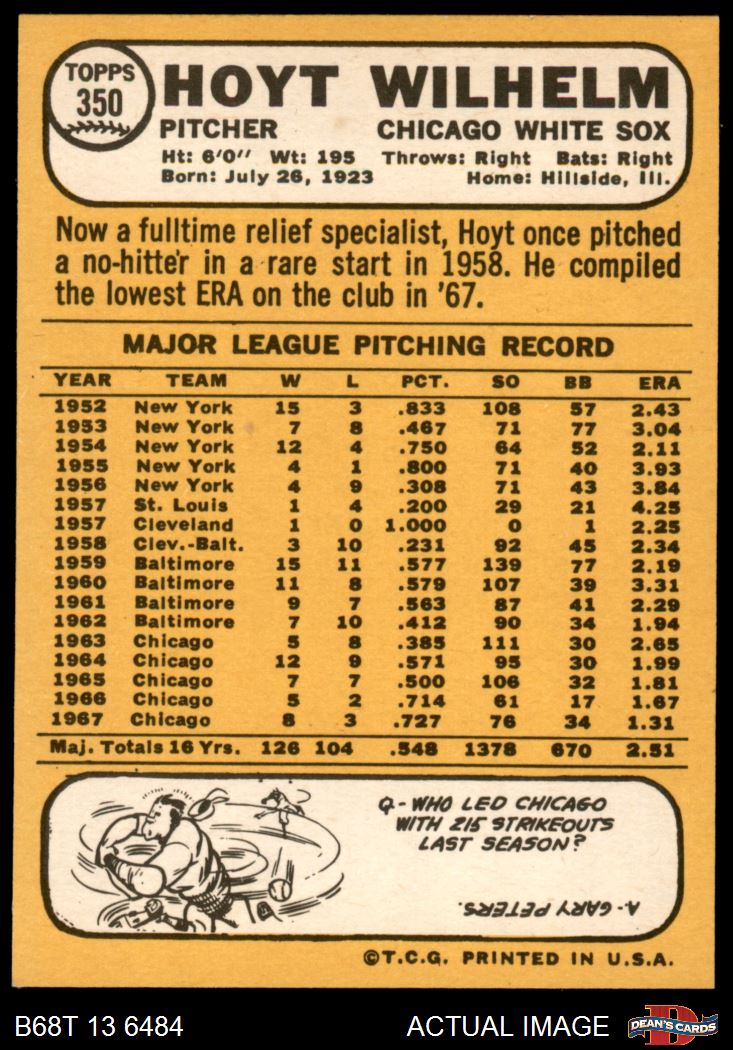 TOPPS
350
HOYT WILHELM
PITCHER CHICAGO WHITE SOX
Ht: 6'0" Wt: 195 Throws: Right Bats: Right
Born: July 26, 1923 Home: Hillside, Ill.
Now a fulltime relief specialist, Hoyt once pitched
a no-hitte'r in a rare start in 1958. He compiled
the lowest ERA on the club in '67.
MAJOR LEAGUE PITCHING RECORD
YEAR TEAM W L PCT. SO BB ERA
1952 New York 15 3 .833 108 57 2.43
1953 New York 7 8 .467 71 77 3.04
1954 New York 12 4 .750 64 52 2.11
1955 New York 4 1 .800 71 40 3.93
1956 New York 4 9 .308 71 43 3.84
1957 St. Louis 1 4 .200 29 21 4.25
1957 Cleveland 1 0 1.000 0 1 2.25
1958 Clev.-Balt. 3 10 .231 92 45 2.34
1959 Baltimore 15 11 .577 139 77 2.19
1960 Baltimore 11 8 .579 107 39 3.31
1961 Baltimore 9 7 .563 87 41 2.29
1962 Baltimore 7 10 .412 90 34 1.94
1963 Chicago 5 8 .385 111 30 2.65
1964 Chicago 12 9 .571 95 30 1.99
1965 Chicago 7 7 .500 106 32 1.81
1966 Chicago 5 2 .714 61 17 1.67
1967 Chicago 8 3 .727 76 34 1.31
Maj. Totals 16 Yrs. 126 104 .548 1378 670 2.51
Q-WHO LED CHICAGO
WITH 215 STRIKEOUTS
LAST SEASON?
A-GARY PETERS.
©T.C.G. PRINTED IN U.S.A.
B68T 13 6484 ACTUAL IMAGE D DEAN'S CARDS